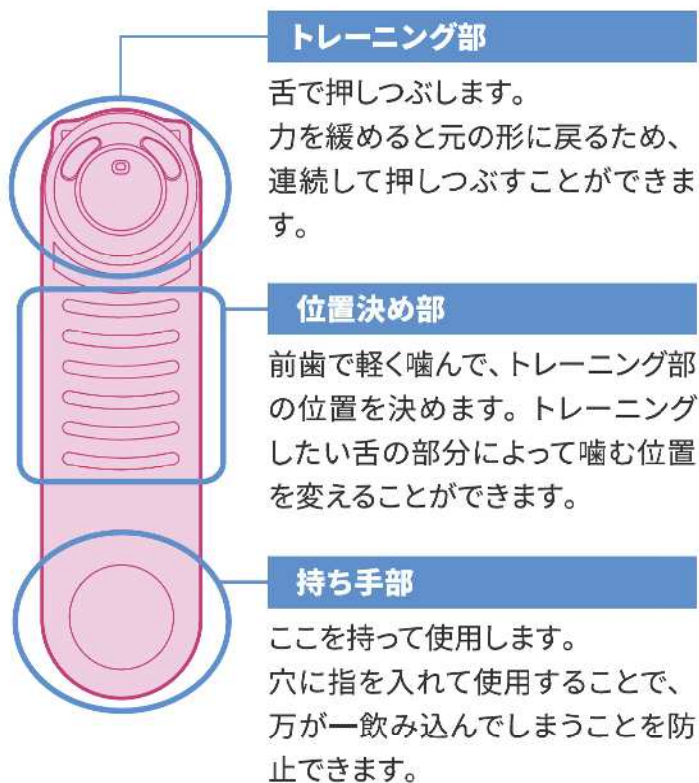 トレーニング部
舌で押しつぶします。
力を緩めると元の形に戻るため、
連続して押しつぶすことができま
す。
位置決め部
前歯で軽く噛んで、トレーニング部
の位置を決めます。トレーニング
したい舌の部分によって噛む位置
を変えることができます。
持ち手部
ここを持って使用します。
穴に指を入れて使用することで、
万が一飲み込んでしまうことを防
止できます。